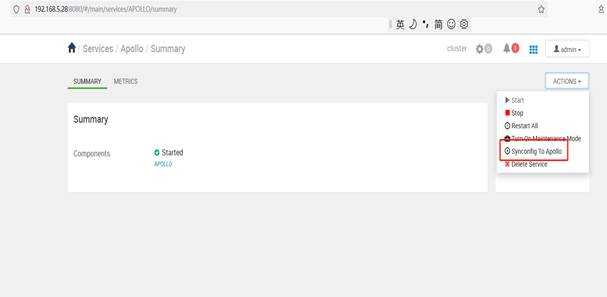 192.168.5.28:8080/#/main/services/APOLLO/summary
英 简
Services / Apollo / Summary
cluster 0 1 admin
SUMMARY METRICS ACTIONS
Start
Stop
Restart All
Turn On Maintenance Mode
Synconfig To Apollo
Delete Service
Summary
Components Started
APOLLO